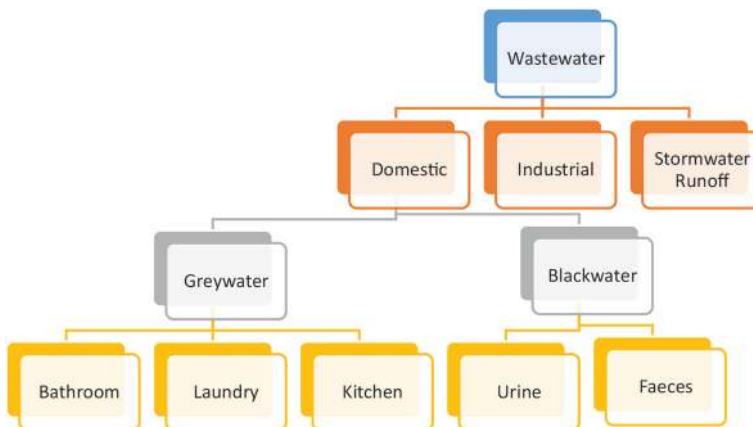 Wastewater
Domestic
Industrial
Stormwater
Runoff
Greywater
Blackwater
Bathroom
Laundry
Kitchen
Urine
Faeces